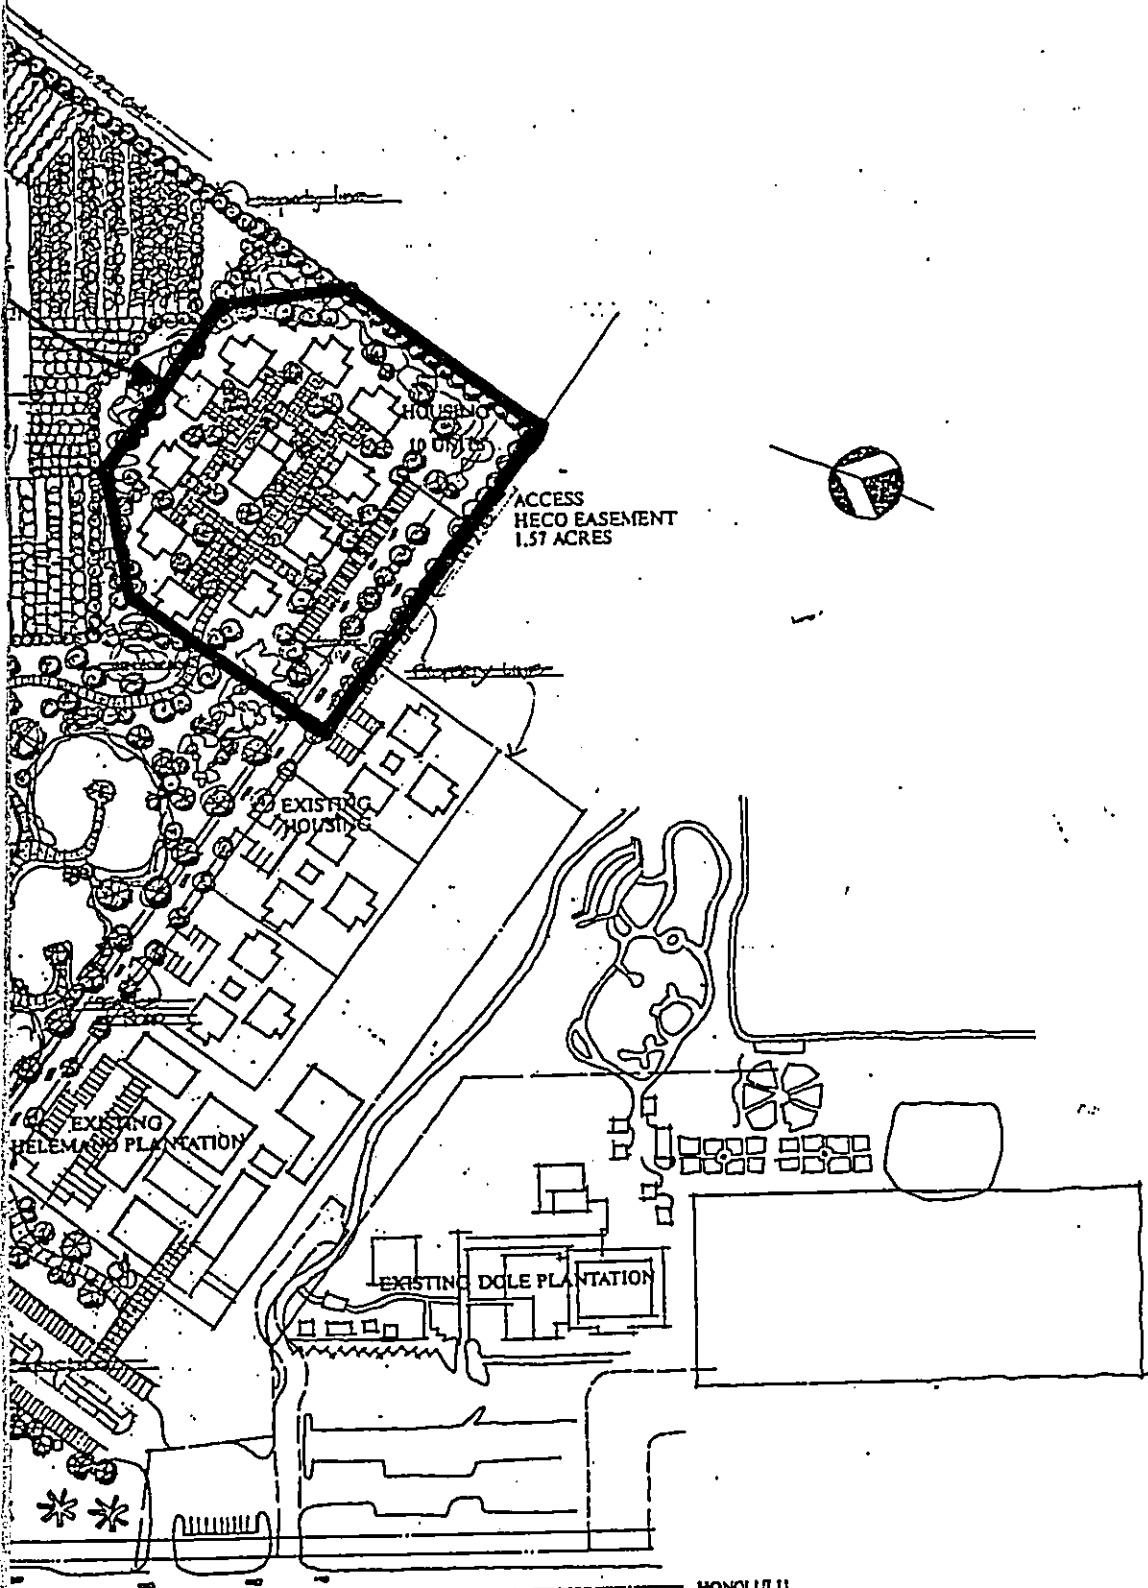 property line
HOUSING
10 UNITS
ACCESS
HECO EASEMENT
1.57 ACRES
Property Line
EXISTING
HOUSING
EXISTING
HELEMANO PLANTATION
EXISTING DOLE PLANTATION
HONOLULU